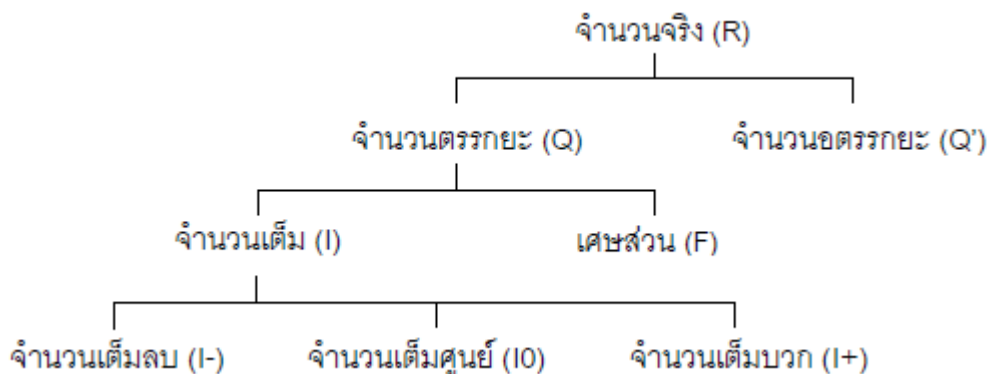 จำนวนจริง (R)
จำนวนตรรกยะ (Q) จำนวนอตรรกยะ (Q')
จำนวนเต็ม (I) เศษส่วน (F)
จำนวนเต็มลบ (I-) จำนวนเต็มศูนย์ (I0) จำนวนเต็มบวก (I+)